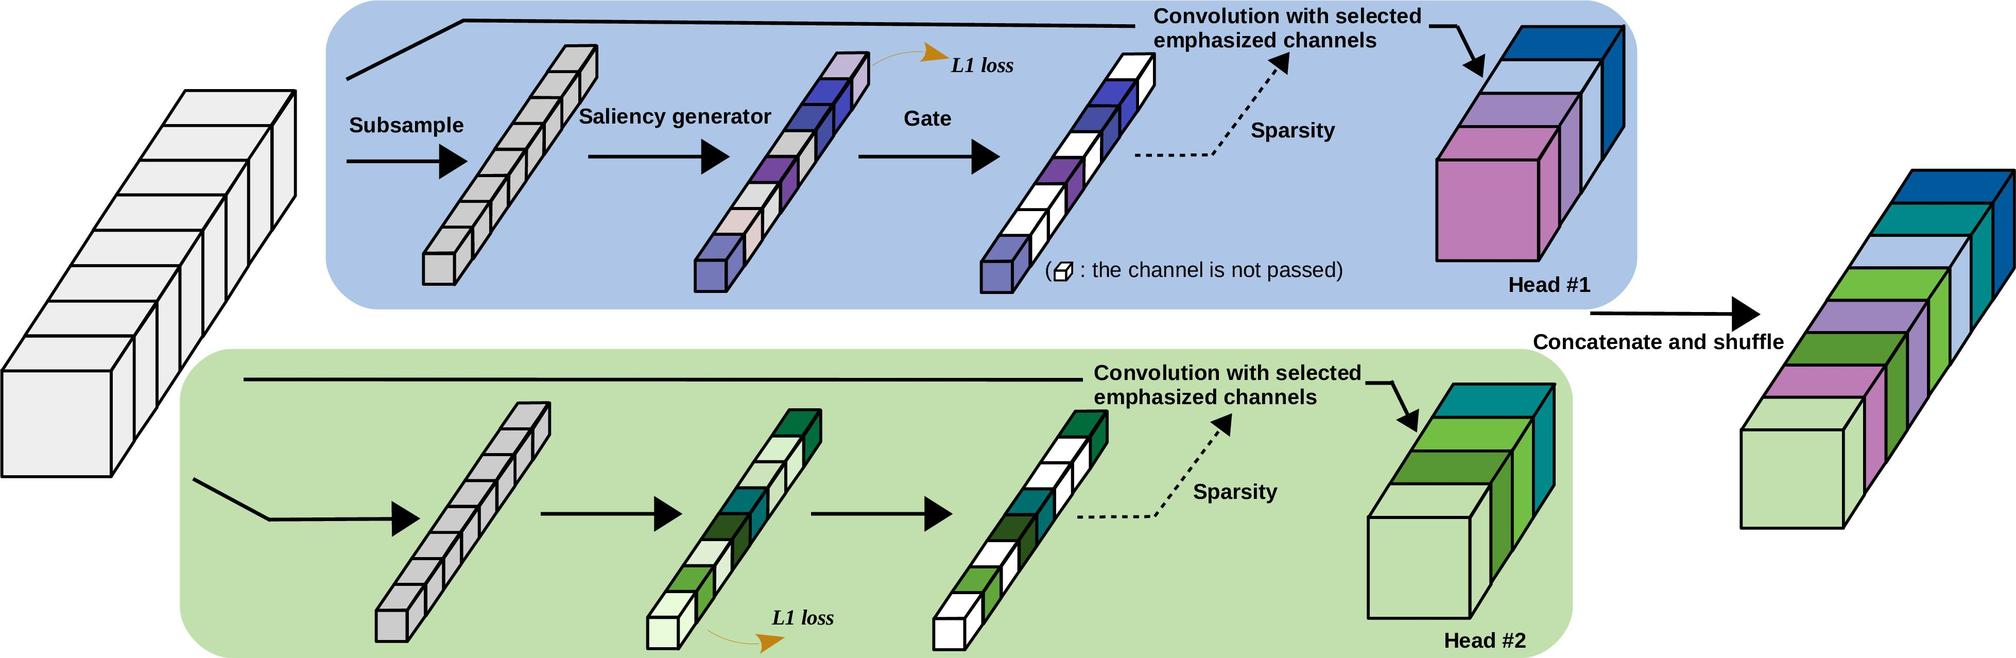 Convolution with selected
emphasized channels
L1 loss
Subsample
Saliency generator
Gate
Sparsity
( : the channel is not passed)
Head #1
Concatenate and shuffle
Convolution with selected
emphasized channels
Sparsity
L1 loss
Head #2